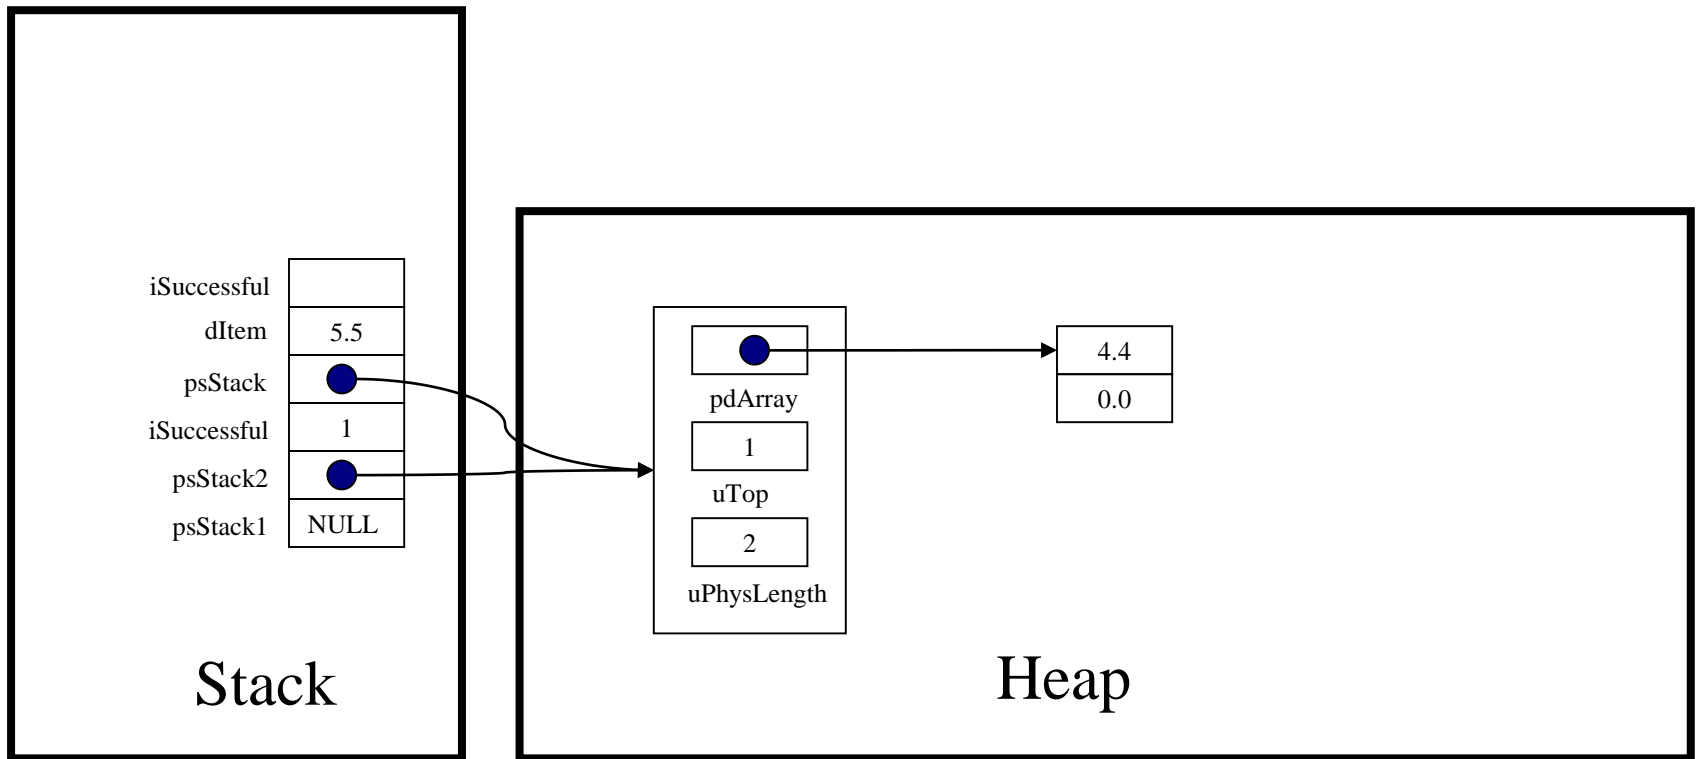 iSuccessful
dItem 5.5
psStack
iSuccessful 1
psStack2
psStack1 NULL
Stack
pdArray
1
uTop
2
uPhysLength
4.4
0.0
Heap